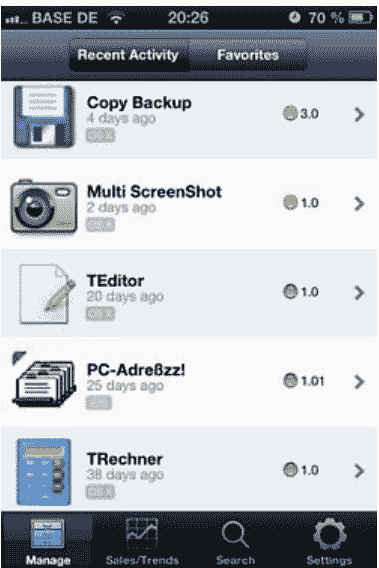 BASE DE 20:26 70 %
Recent Activity Favorites
Copy Backup
4 days ago
3.0
Multi ScreenShot
2 days ago
1.0
TEditor
20 days ago
1.0
PC-Adreßzz!
25 days ago
1.01
TRechner
38 days ago
1.0
Manage Sales/Trends Search Settings